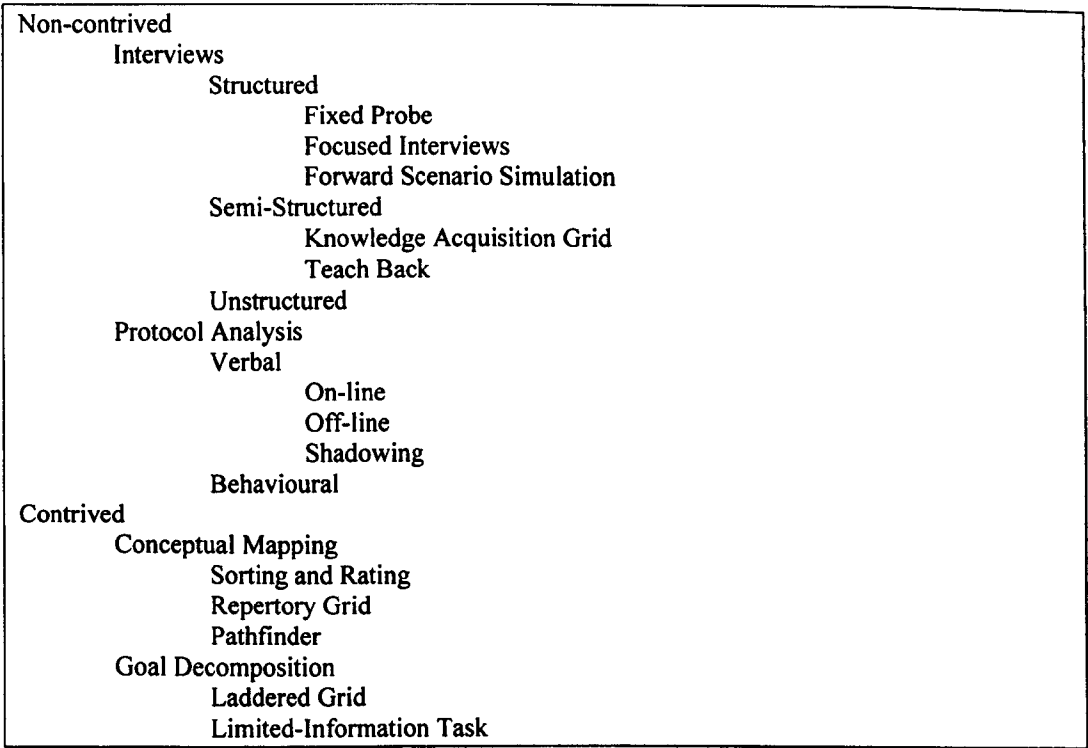 Non-contrived
Interviews
Structured
Fixed Probe
Focused Interviews
Forward Scenario Simulation
Semi-Structured
Knowledge Acquisition Grid
Teach Back
Unstructured
Protocol Analysis
Verbal
On-line
Off-line
Shadowing
Behavioural
Contrived
Conceptual Mapping
Sorting and Rating
Repertory Grid
Pathfinder
Goal Decomposition
Laddered Grid
Limited-Information Task